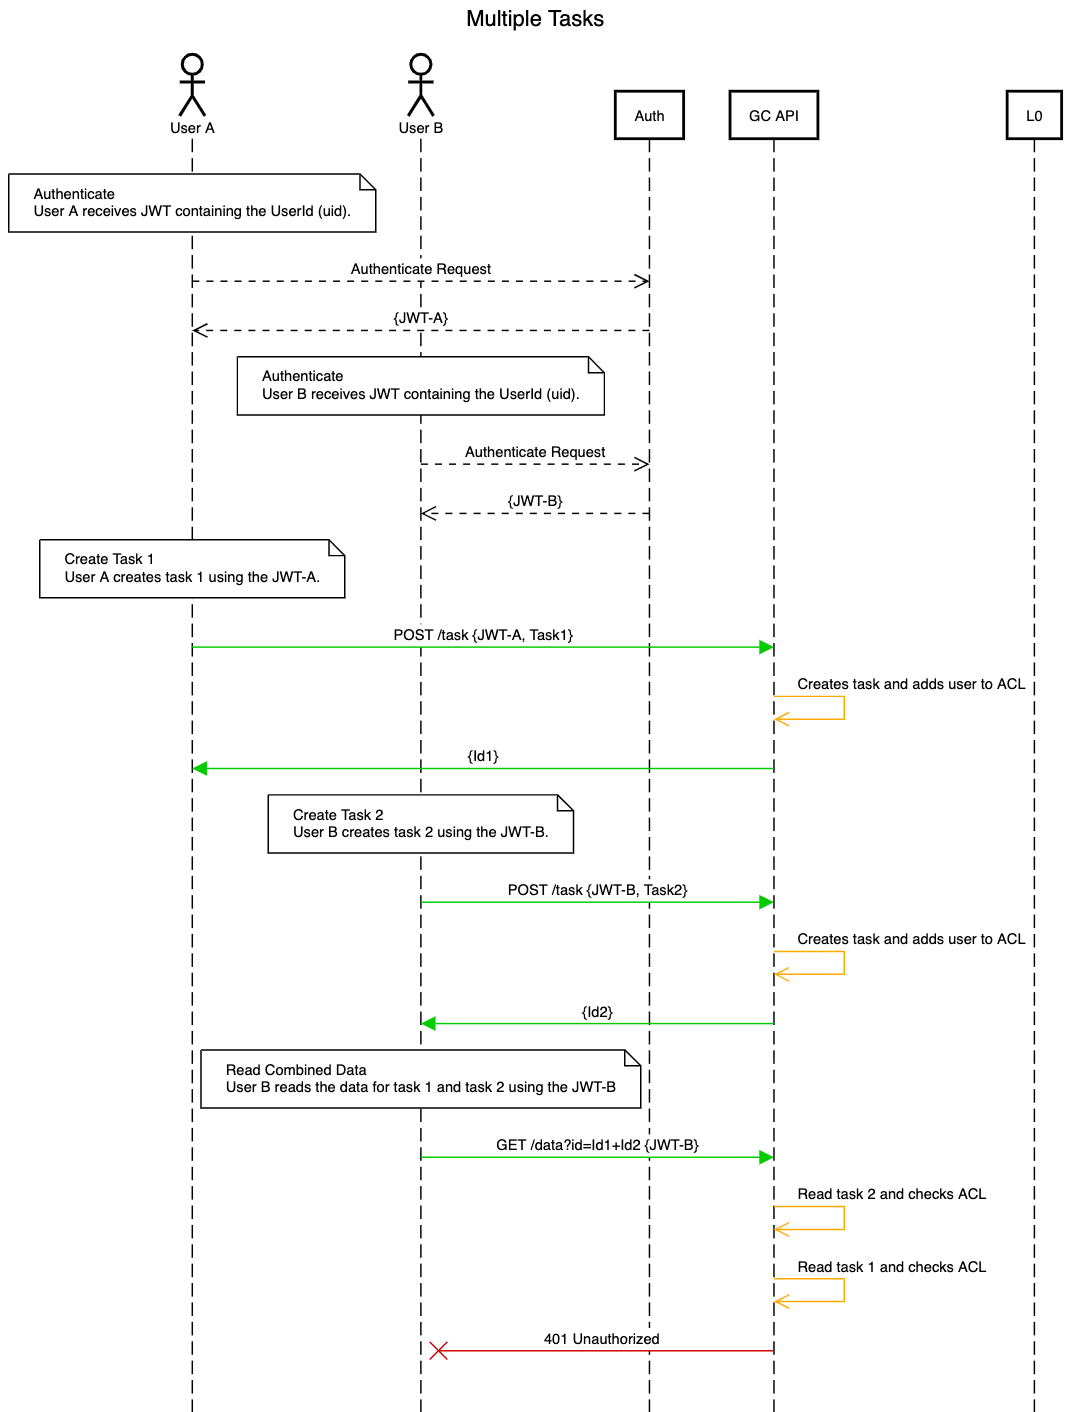 Multiple Tasks
User A
User B
Auth
GC API
L0
Authenticate
User A receives JWT containing the UserId (uid).
Authenticate Request
{JWT-A}
Authenticate
User B receives JWT containing the UserId (uid).
Authenticate Request
{JWT-B}
Create Task 1
User A creates task 1 using the JWT-A.
POST /task {JWT-A, Task1}
Creates task and adds user to ACL
{Id1}
Create Task 2
User B creates task 2 using the JWT-B.
POST /task {JWT-B, Task2}
Creates task and adds user to ACL
{Id2}
Read Combined Data
User B reads the data for task 1 and task 2 using the JWT-B
GET /data?id=Id1+Id2 {JWT-B}
Read task 2 and checks ACL
Read task 1 and checks ACL
401 Unauthorized